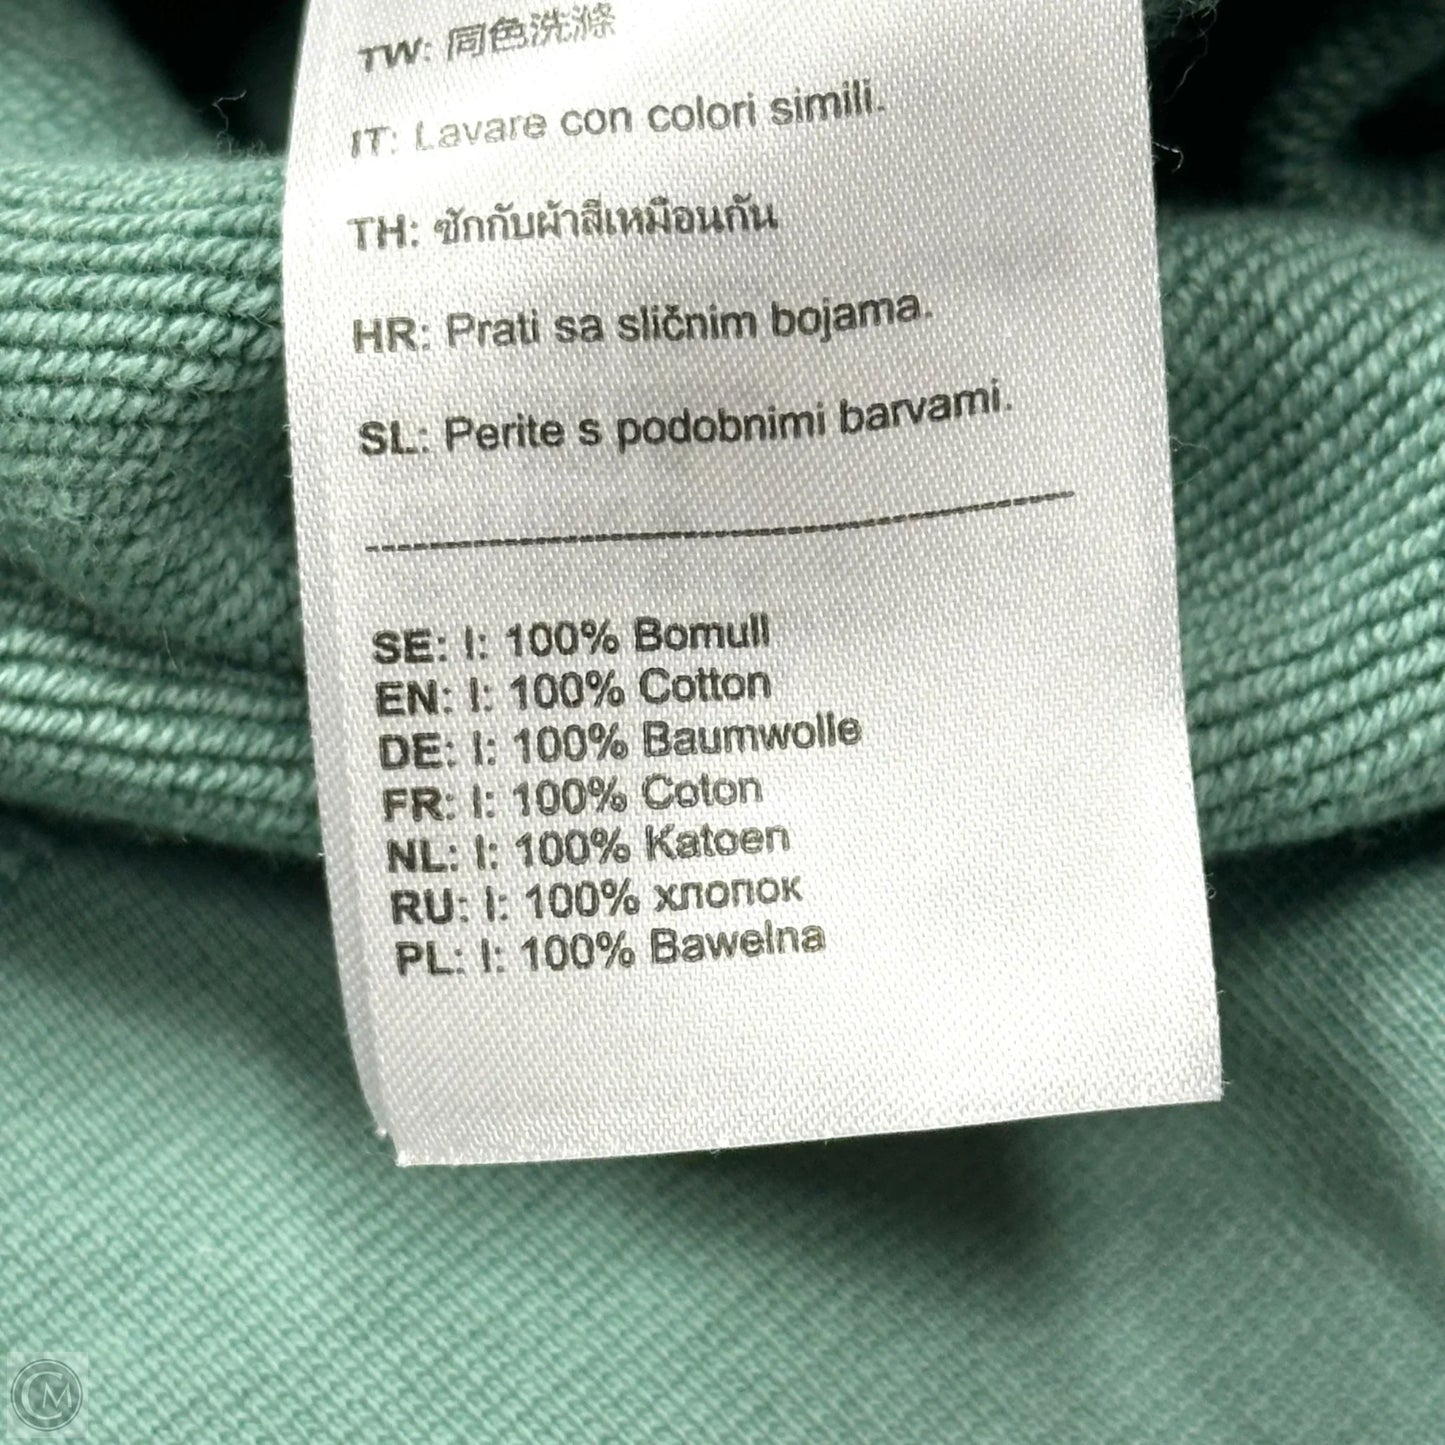 TW: 同色洗滌
IT: Lavare con colori simili.
TH: ซักกับผ้าสีเหมือนกัน
HR: Prati sa sličnim bojama.
SL: Perite s podobnimi barvami.
SE: I: 100% Bomull
EN: I: 100% Cotton
DE: I: 100% Baumwolle
FR: I: 100% Coton
NL: I: 100% Katoen
RU: I: 100% хлопок
PL: I: 100% Bawełna
CM